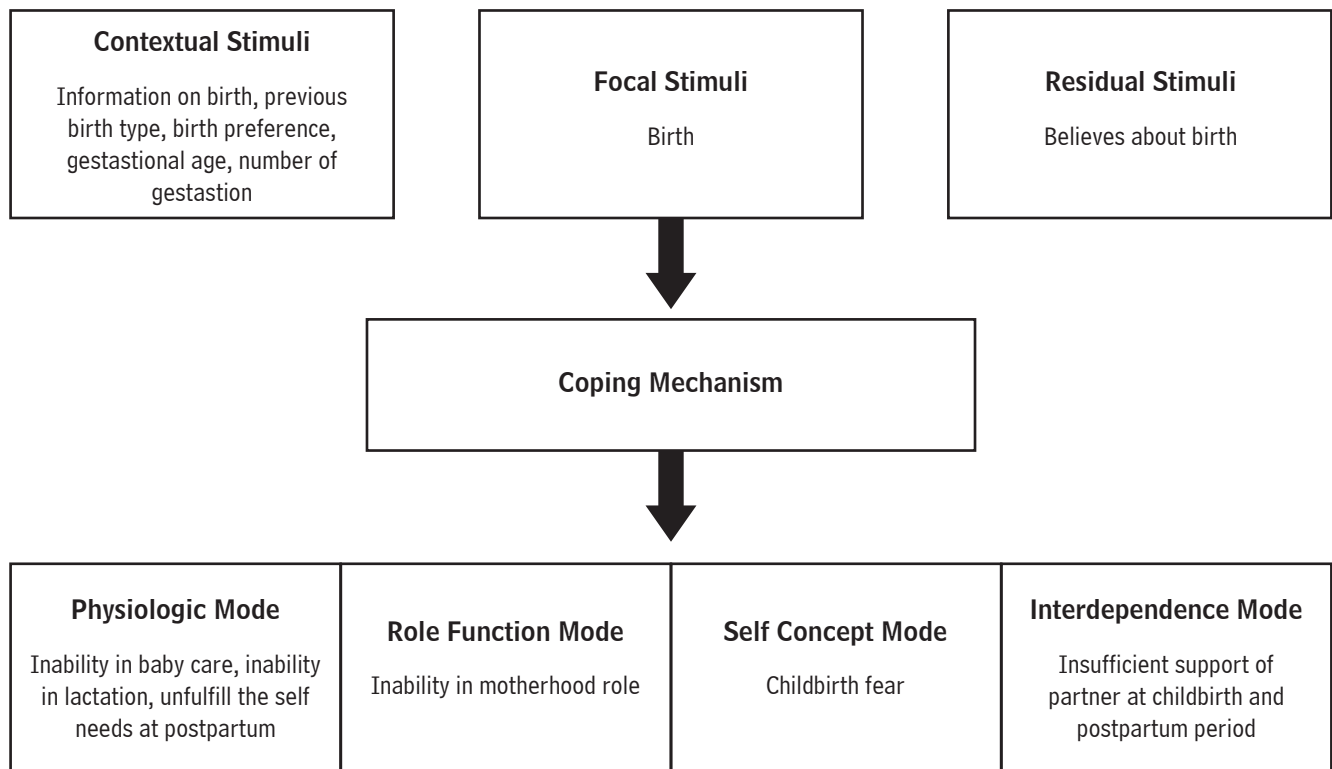 Contextual Stimuli
Information on birth, previous
birth type, birth preference,
gestastional age, number of
gestastion
Focal Stimuli
Birth
Residual Stimuli
Believes about birth
Coping Mechanism
Physiologic Mode
Inability in baby care, inability
in lactation, unfulfill the self
needs at postpartum
Role Function Mode
Inability in motherhood role
Self Concept Mode
Childbirth fear
Interdependence Mode
Insufficient support of
partner at childbirth and
postpartum period